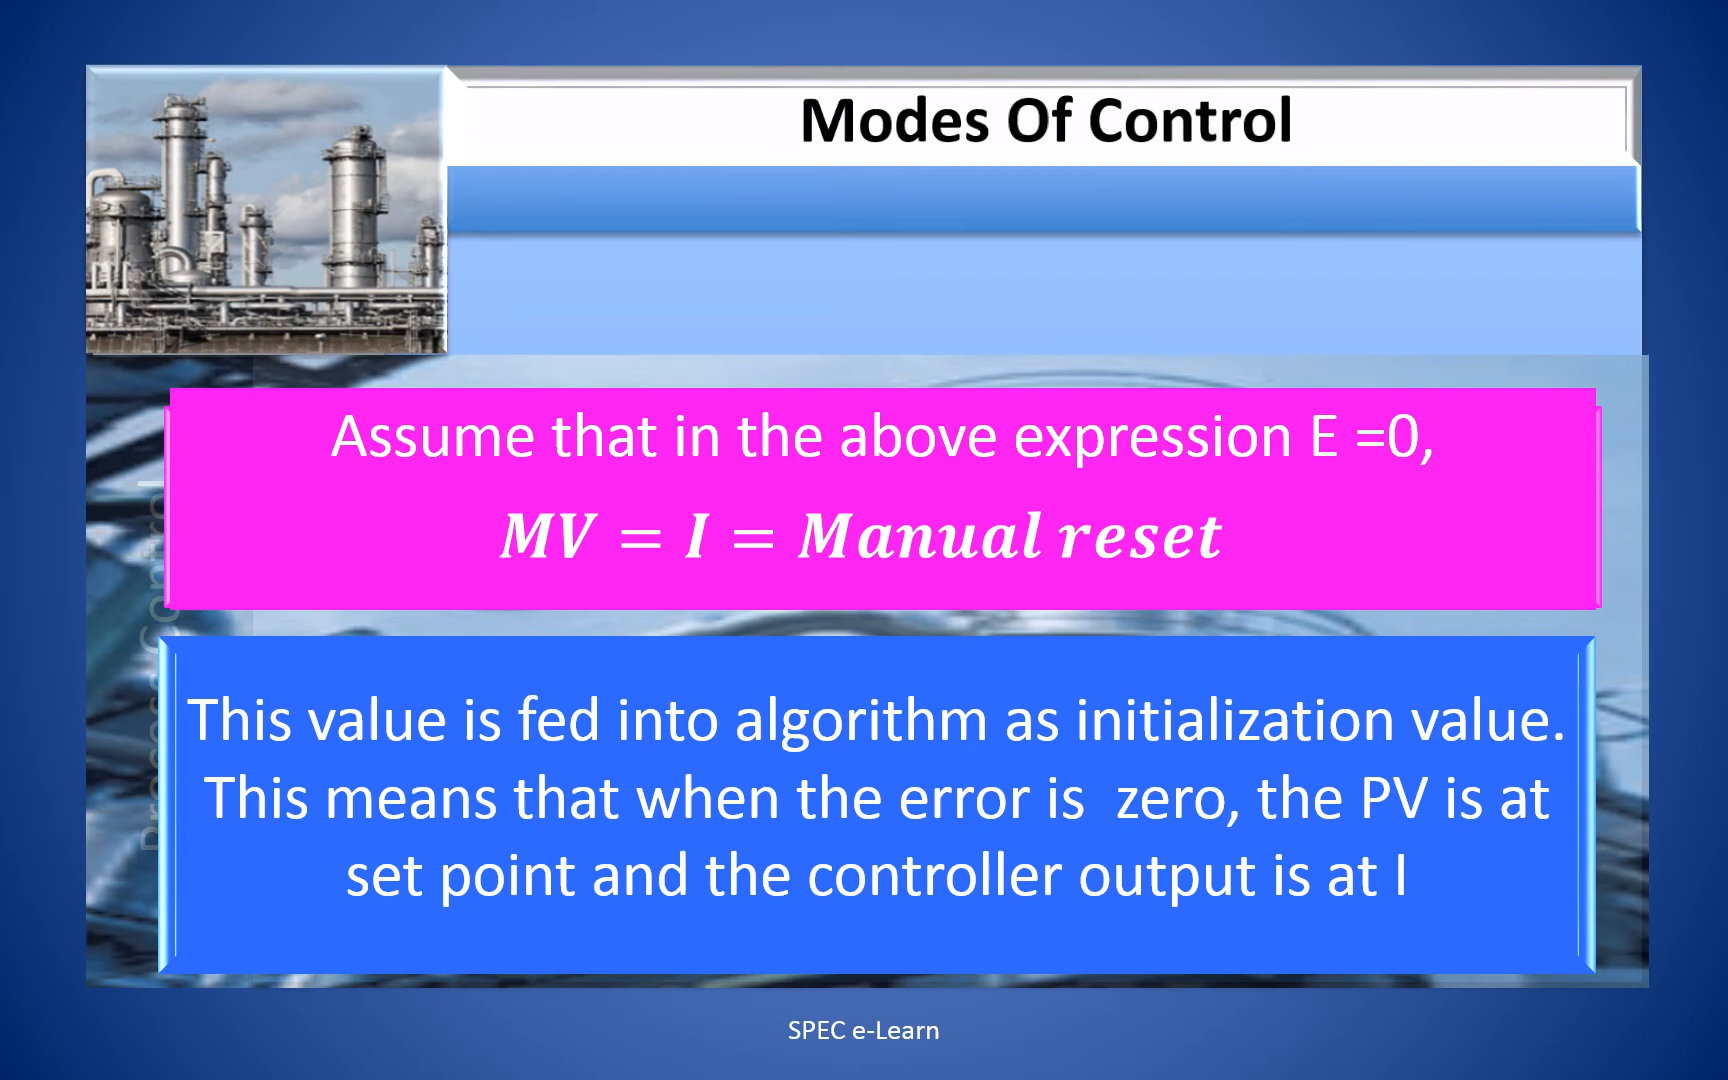 Modes Of Control
Assume that in the above expression E =0,
MV = I = Manual reset
This value is fed into algorithm as initialization value.
This means that when the error is  zero, the PV is at
set point and the controller output is at I
Process Control
SPEC e-Learn